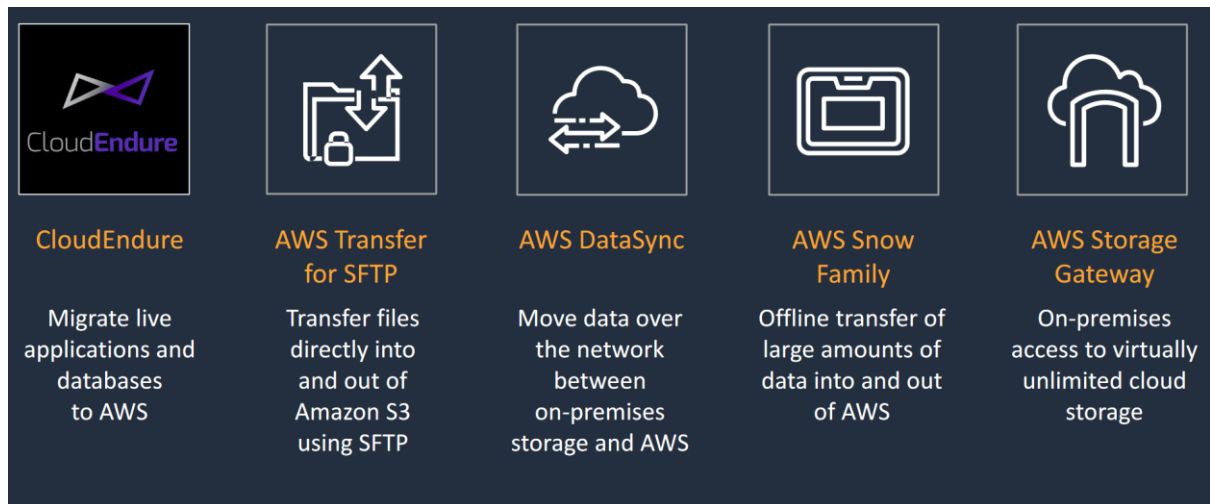 CloudEndure
CloudEndure
Migrate live
applications and
databases
to AWS
AWS Transfer
for SFTP
Transfer files
directly into
and out of
Amazon S3
using SFTP
AWS DataSync
Move data over
the network
between
on-premises
storage and AWS
AWS Snow
Family
Offline transfer of
large amounts of
data into and out
of AWS
AWS Storage
Gateway
On-premises
access to virtually
unlimited cloud
storage